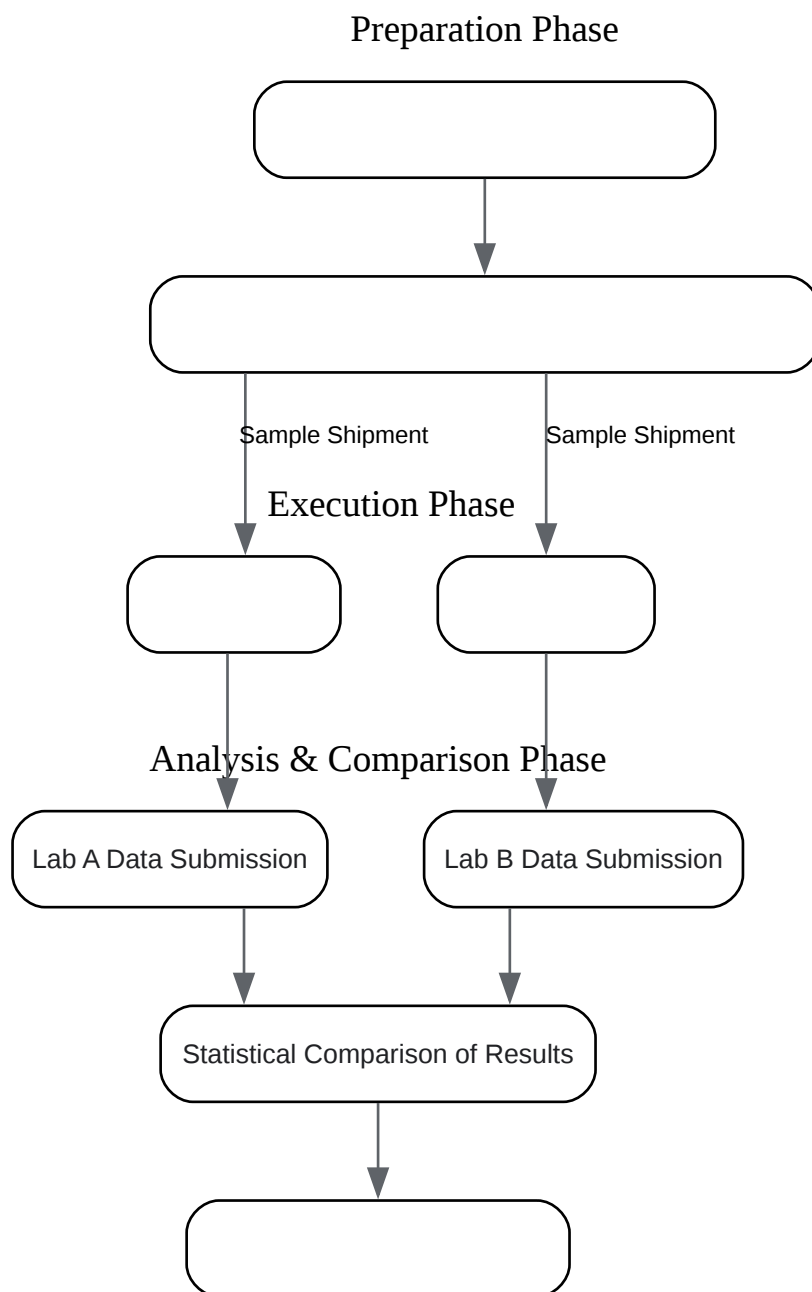 Preparation Phase
Sample Shipment
Sample Shipment
Execution Phase
Analysis & Comparison Phase
Lab A Data Submission
Lab B Data Submission
Statistical Comparison of Results